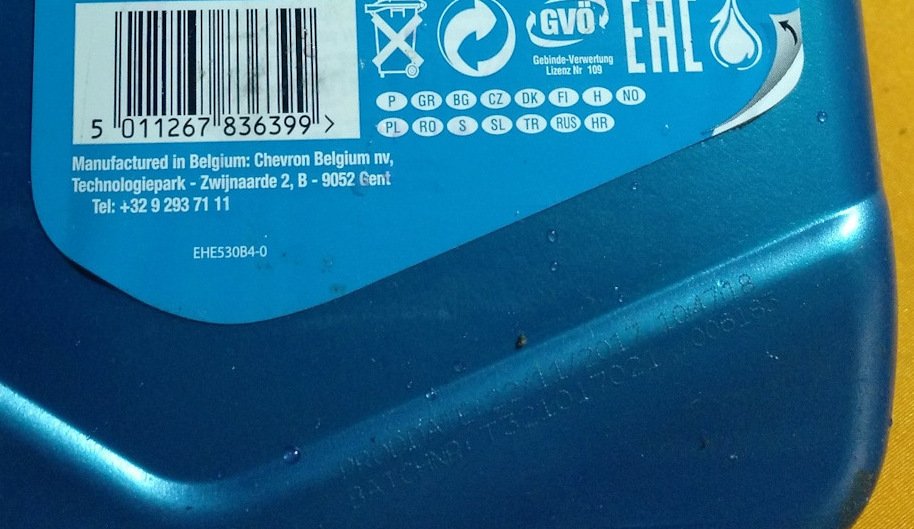 5 011267 836399 >
GVÖ
Gebinde-Verwertung
Lizenz Nr 109
EAC
P GR BG CZ DK FI H NO
PL RO S SL TR RUS HR
Manufactured in Belgium: Chevron Belgium nv,
Technologiepark - Zwijnaarde 2, B - 9052 Gent
Tel: +32 9 293 71 11
EHE530B4-0